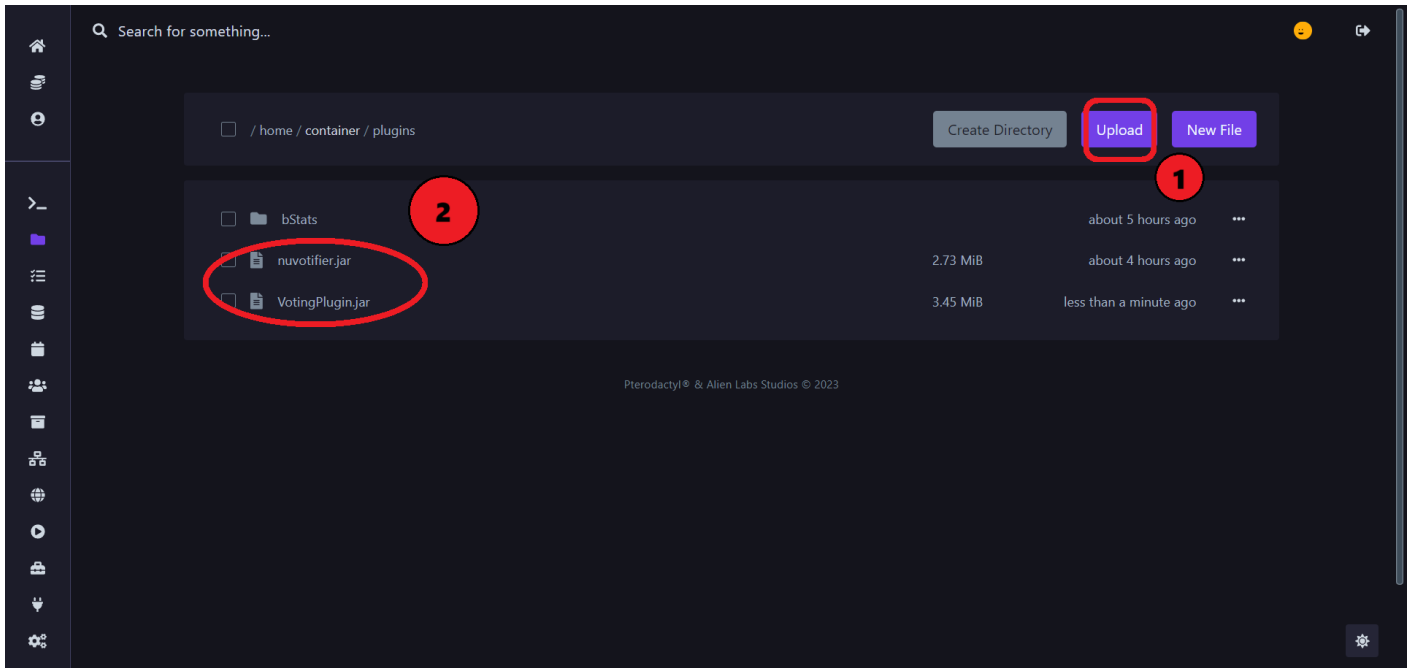 Search for something...
/ home / container / plugins
Create Directory
Upload
New File
1
2
bStats
about 5 hours ago
nuvotifier.jar
2.73 MiB
about 4 hours ago
VotingPlugin.jar
3.45 MiB
less than a minute ago
Pterodactyl® & Alien Labs Studios © 2023